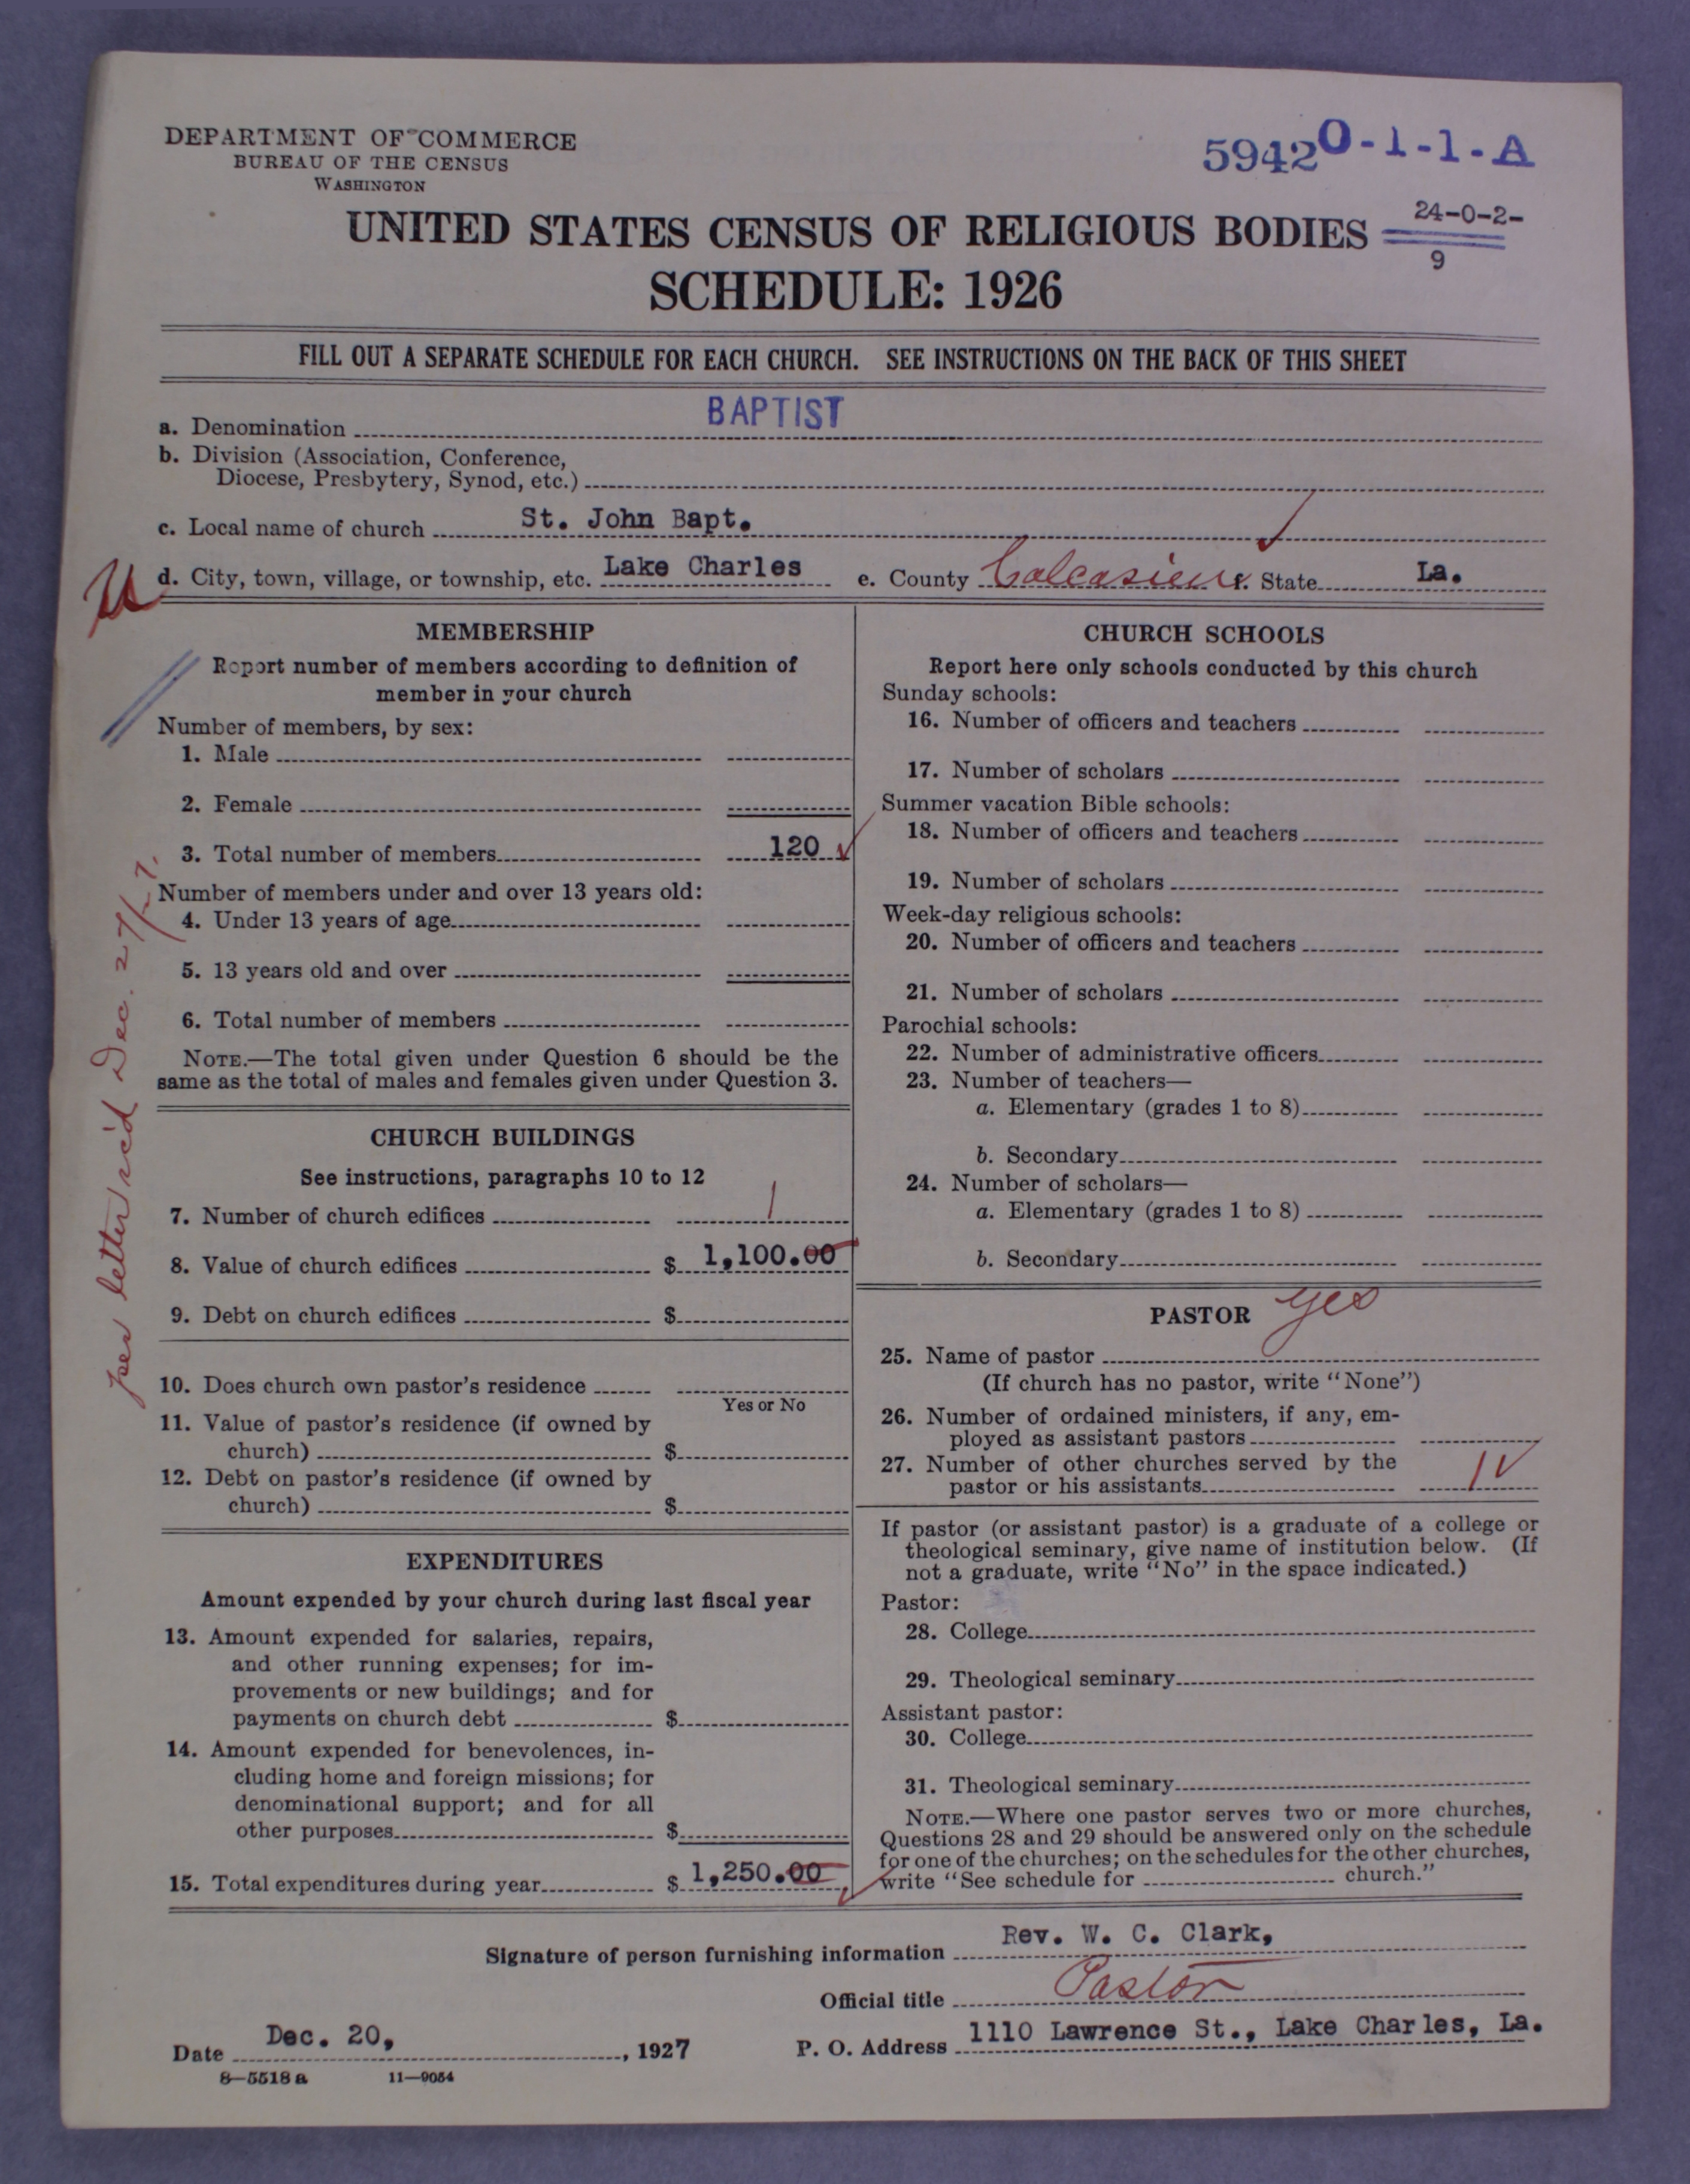 DEPARTMENT OF COMMERCE
BUREAU OF THE CENSUS
WASHINGTON
5942 0-1-1-A
UNITED STATES CENSUS OF RELIGIOUS BODIES
24-0-2-
9
SCHEDULE: 1926
FILL OUT A SEPARATE SCHEDULE FOR EACH CHURCH. SEE INSTRUCTIONS ON THE BACK OF THIS SHEET
a. Denomination BAPTIST
b. Division (Association, Conference,
Diocese, Presbytery, Synod, etc.)
c. Local name of church St. John Bapt.
d. City, town, village, or township, etc. Lake Charles e. County Calcasieu f. State La.
MEMBERSHIP
Report number of members according to definition of
member in your church
Number of members, by sex:
1. Male
2. Female
3. Total number of members 120
Number of members under and over 13 years old:
4. Under 13 years of age
5. 13 years old and over
6. Total number of members
NOTE.—The total given under Question 6 should be the
same as the total of males and females given under Question 3.
per letter rc'd Dec. 27/27.
CHURCH BUILDINGS
See instructions, paragraphs 10 to 12
7. Number of church edifices 1
8. Value of church edifices $ 1,100.00
9. Debt on church edifices $
10. Does church own pastor's residence
Yes or No
11. Value of pastor's residence (if owned by
church) $
12. Debt on pastor's residence (if owned by
church) $
EXPENDITURES
Amount expended by your church during last fiscal year
13. Amount expended for salaries, repairs,
and other running expenses; for im-
provements or new buildings; and for
payments on church debt $
14. Amount expended for benevolences, in-
cluding home and foreign missions; for
denominational support; and for all
other purposes $
15. Total expenditures during year $ 1,250.00
CHURCH SCHOOLS
Report here only schools conducted by this church
Sunday schools:
16. Number of officers and teachers
17. Number of scholars
Summer vacation Bible schools:
18. Number of officers and teachers
19. Number of scholars
Week-day religious schools:
20. Number of officers and teachers
21. Number of scholars
Parochial schools:
22. Number of administrative officers
23. Number of teachers—
a. Elementary (grades 1 to 8)
b. Secondary
24. Number of scholars—
a. Elementary (grades 1 to 8)
b. Secondary
PASTOR yes
25. Name of pastor
(If church has no pastor, write "None")
26. Number of ordained ministers, if any, em-
ployed as assistant pastors
27. Number of other churches served by the
pastor or his assistants 1
If pastor (or assistant pastor) is a graduate of a college or
theological seminary, give name of institution below. (If
not a graduate, write "No" in the space indicated.)
Pastor:
28. College
29. Theological seminary
Assistant pastor:
30. College
31. Theological seminary
NOTE.—Where one pastor serves two or more churches,
Questions 28 and 29 should be answered only on the schedule
for one of the churches; on the schedules for the other churches,
write "See schedule for church."
Signature of person furnishing information Rev. W. C. Clark,
Official title Pastor
Date Dec. 20, , 1927
P. O. Address 1110 Lawrence St., Lake Charles, La.
8—5518 a 11—9054